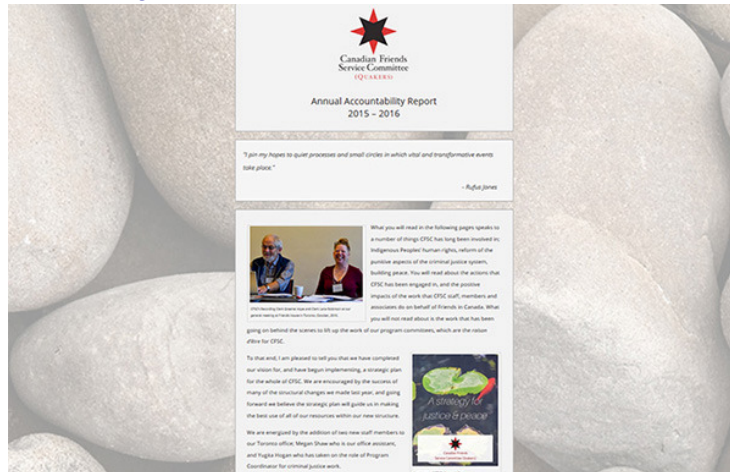 Canadian Friends
Service Committee
(QUAKERS)
Annual Accountability Report
2015 – 2016
"I pin my hopes to quiet processes and small circles in which vital and transformative events
take place."
- Rufus Jones
What you will read in the following pages speaks to
a number of things CFSC has long been involved in;
Indigenous Peoples' human rights, reform of the
punitive aspects of the criminal justice system,
building peace. You will read about the actions that
CFSC has been engaged in, and the positive
impacts of the work that CFSC staff, members and
associates do on behalf of Friends in Canada. What
you will not read about is the work that has been
going on behind the scenes to lift up the work of our program committees, which are the raison
d'être for CFSC.
To that end, I am pleased to tell you that we have completed
our vision for, and have begun implementing, a strategic plan
for the whole of CFSC. We are encouraged by the success of
many of the structural changes we made last year, and going
forward we believe the strategic plan will guide us in making
the best use of all of our resources within our new structure.
We are energized by the addition of two new staff members to
our Toronto office; Megan Shaw who is our office assistant,
and Yugita Hogan who has taken on the role of Program
Coordinator for criminal justice work.
A strategy for
justice & peace
Canadian Friends
Service Committee (Quakers)